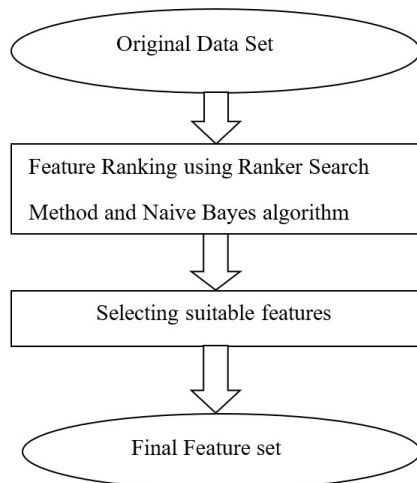 Original Data Set
Feature Ranking using Ranker Search
Method and Naive Bayes algorithm
Selecting suitable features
Final Feature set